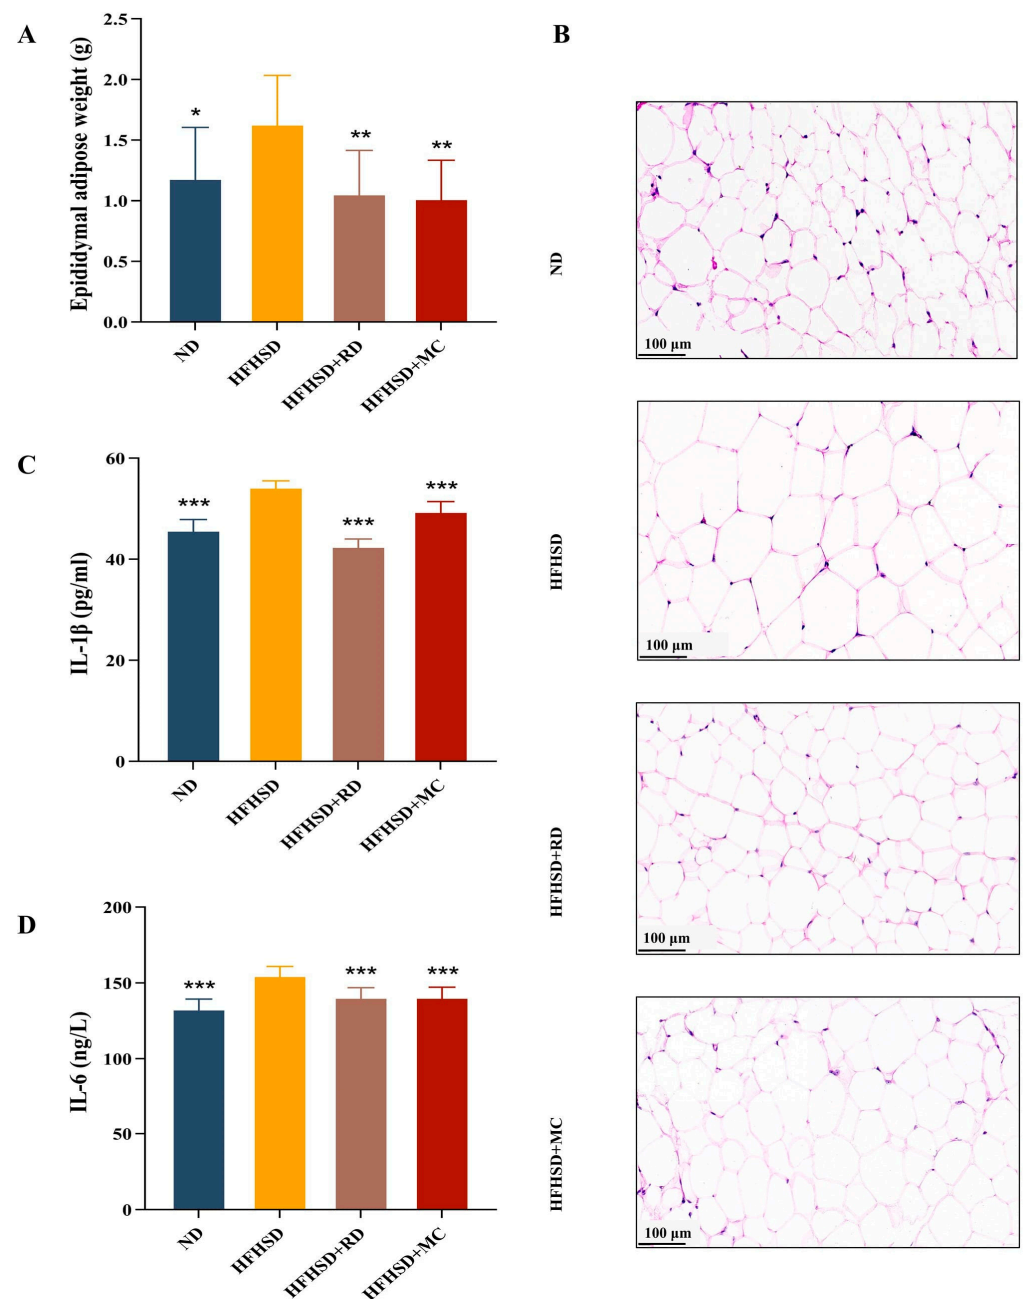 A
Epididymal adipose weight (g)
2.5
2.0
1.5
1.0
0.5
0.0
*
**
**
ND
HFHSD
HFHSD+RD
HFHSD+MC
B
ND
100 μm
HFHSD
100 μm
HFHSD+RD
100 μm
HFHSD+MC
100 μm
C
IL-1β (pg/ml)
60
40
20
0
***
***
***
ND
HFHSD
HFHSD+RD
HFHSD+MC
D
IL-6 (ng/L)
200
150
100
50
0
***
***
***
ND
HFHSD
HFHSD+RD
HFHSD+MC